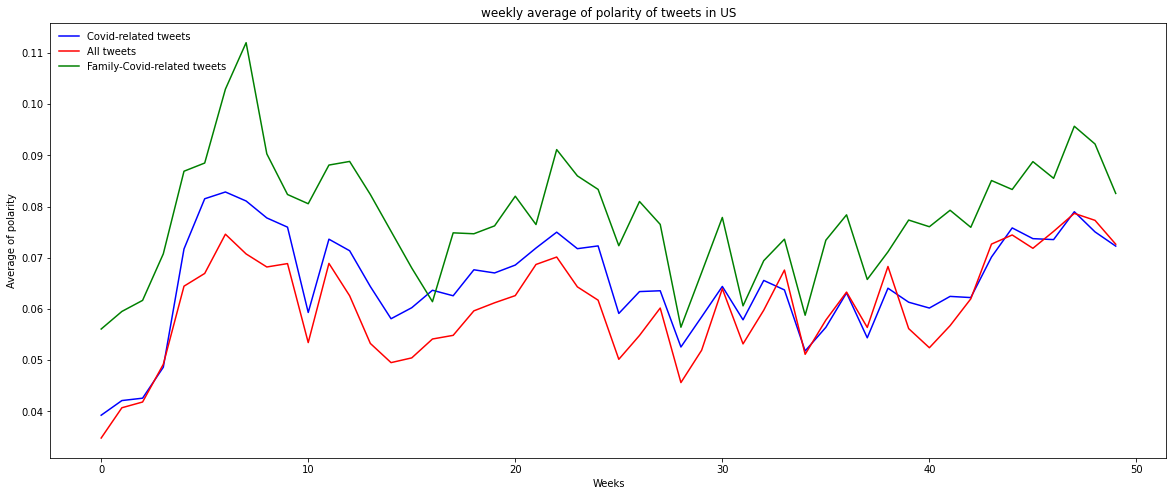 weekly average of polarity of tweets in US
Covid-related tweets
All tweets
Family-Covid-related tweets
0.11
0.10
0.09
0.08
0.07
0.06
0.05
0.04
Average of polarity
0 10 20 30 40 50
Weeks